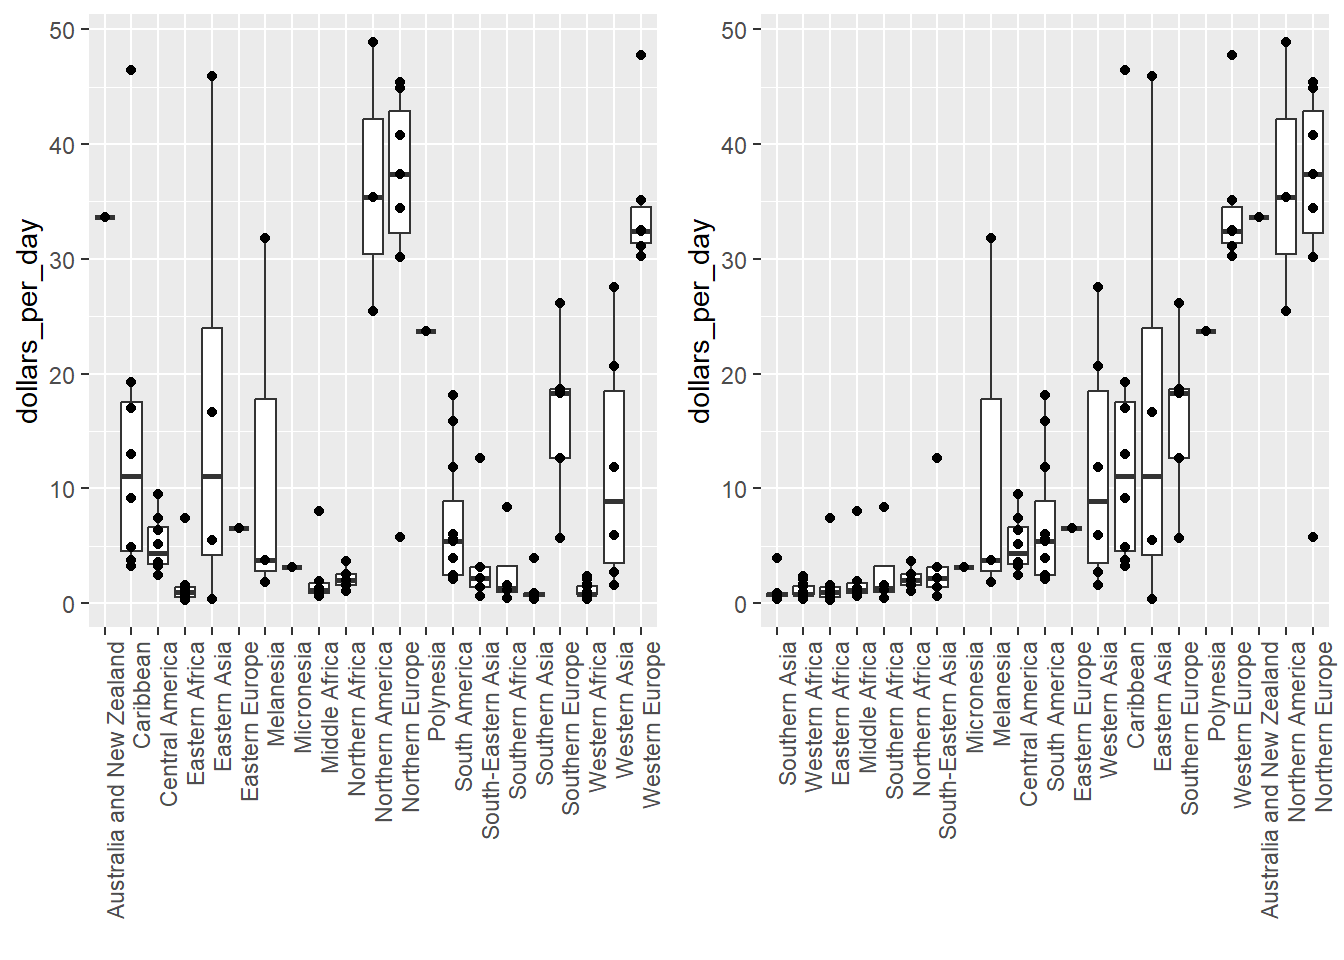 dollars_per_day
50
40
30
20
10
0
Australia and New Zealand
Caribbean
Central America
Eastern Africa
Eastern Asia
Eastern Europe
Melanesia
Micronesia
Middle Africa
Northern Africa
Northern America
Northern Europe
Polynesia
South America
South-Eastern Asia
Southern Africa
Southern Asia
Southern Europe
Western Africa
Western Asia
Western Europe
dollars_per_day
50
40
30
20
10
0
Southern Asia
Western Africa
Eastern Africa
Middle Africa
Southern Africa
Northern Africa
South-Eastern Asia
Micronesia
Melanesia
Central America
South America
Eastern Europe
Western Asia
Caribbean
Eastern Asia
Southern Europe
Polynesia
Western Europe
Australia and New Zealand
Northern America
Northern Europe